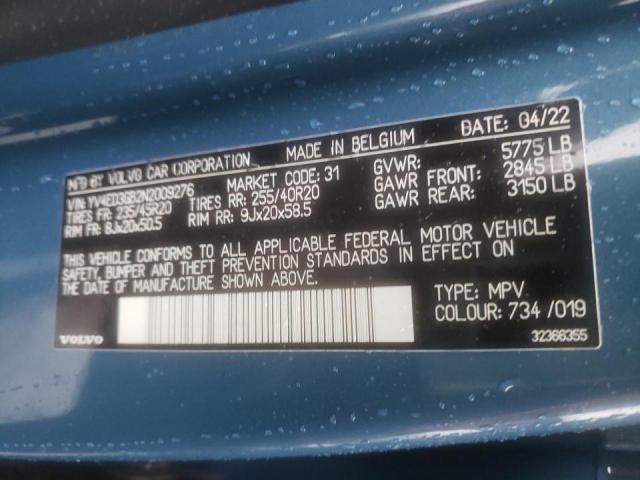 MFD BY VOLVO CAR CORPORATION MADE IN BELGIUM DATE: 04/22
VIN: YV4ED3GB2N2009276 MARKET CODE: 31 GVWR: 5775 LB
TIRES FR: 235/45R20 TIRES RR: 255/40R20 GAWR FRONT: 2845 LB
RIM FR: 8Jx20x50.5 RIM RR: 9Jx20x58.5 GAWR REAR: 3150 LB
THIS VEHICLE CONFORMS TO ALL APPLICABLE FEDERAL MOTOR VEHICLE
SAFETY, BUMPER AND THEFT PREVENTION STANDARDS IN EFFECT ON
THE DATE OF MANUFACTURE SHOWN ABOVE.
TYPE: MPV
COLOUR: 734 /019
VOLVO 32366355